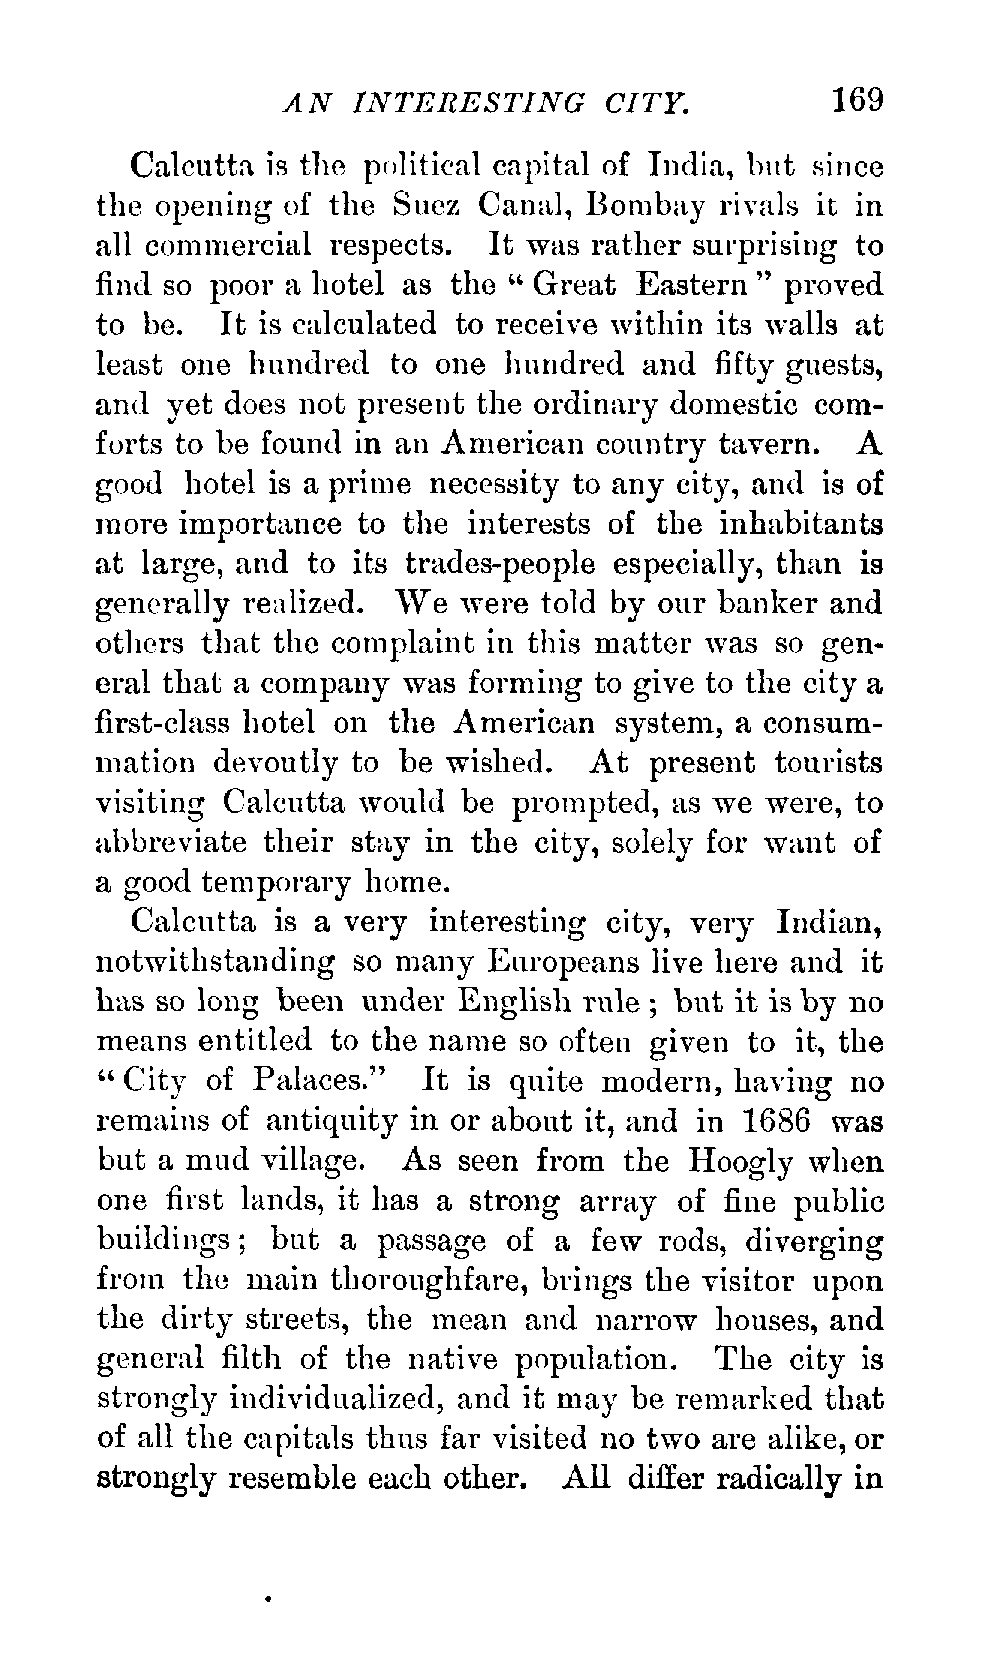 AN INTERESTING CITY. 169
Calcutta is the political capital of India, but since
the opening of the Suez Canal, Bombay rivals it in
all commercial respects. It was rather surprising to
find so poor a hotel as the “ Great Eastern ” proved
to be. It is calculated to receive within its walls at
least one hundred to one hundred and fifty guests,
and yet does not present the ordinary domestic com-
forts to be found in an American country tavern. A
good hotel is a prime necessity to any city, and is of
more importance to the interests of the inhabitants
at large, and to its trades-people especially, than is
generally realized. We were told by our banker and
others that the complaint in this matter was so gen-
eral that a company was forming to give to the city a
first-class hotel on the American system, a consum-
mation devoutly to be wished. At present tourists
visiting Calcutta would be prompted, as we were, to
abbreviate their stay in the city, solely for want of
a good temporary home.
Calcutta is a very interesting city, very Indian,
notwithstanding so many Europeans live here and it
has so long been under English rule ; but it is by no
means entitled to the name so often given to it, the
“ City of Palaces.” It is quite modern, having no
remains of antiquity in or about it, and in 1686 was
but a mud village. As seen from the Hoogly when
one first lands, it has a strong array of fine public
buildings ; but a passage of a few rods, diverging
from the main thoroughfare, brings the visitor upon
the dirty streets, the mean and narrow houses, and
general filth of the native population. The city is
strongly individualized, and it may be remarked that
of all the capitals thus far visited no two are alike, or
strongly resemble each other. All differ radically in